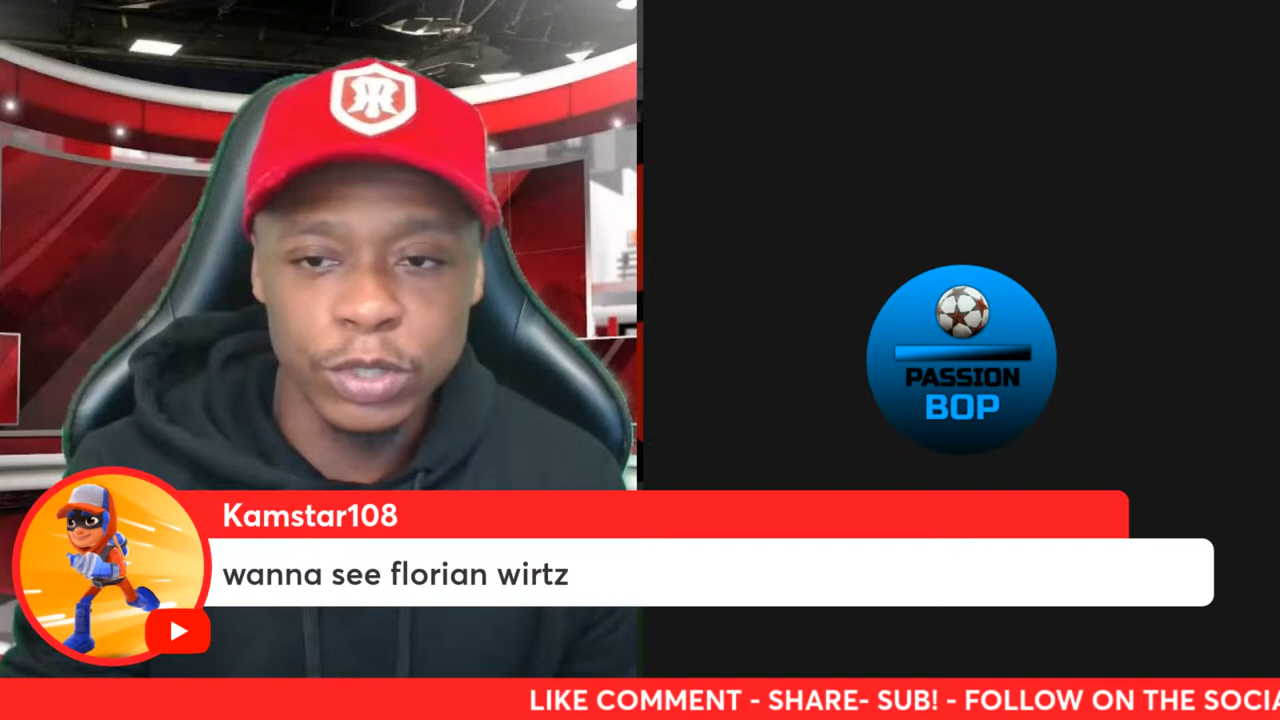 PASSION
BOP
Kamstar108
wanna see florian wirtz
LIKE COMMENT - SHARE- SUB! - FOLLOW ON THE SOCIA